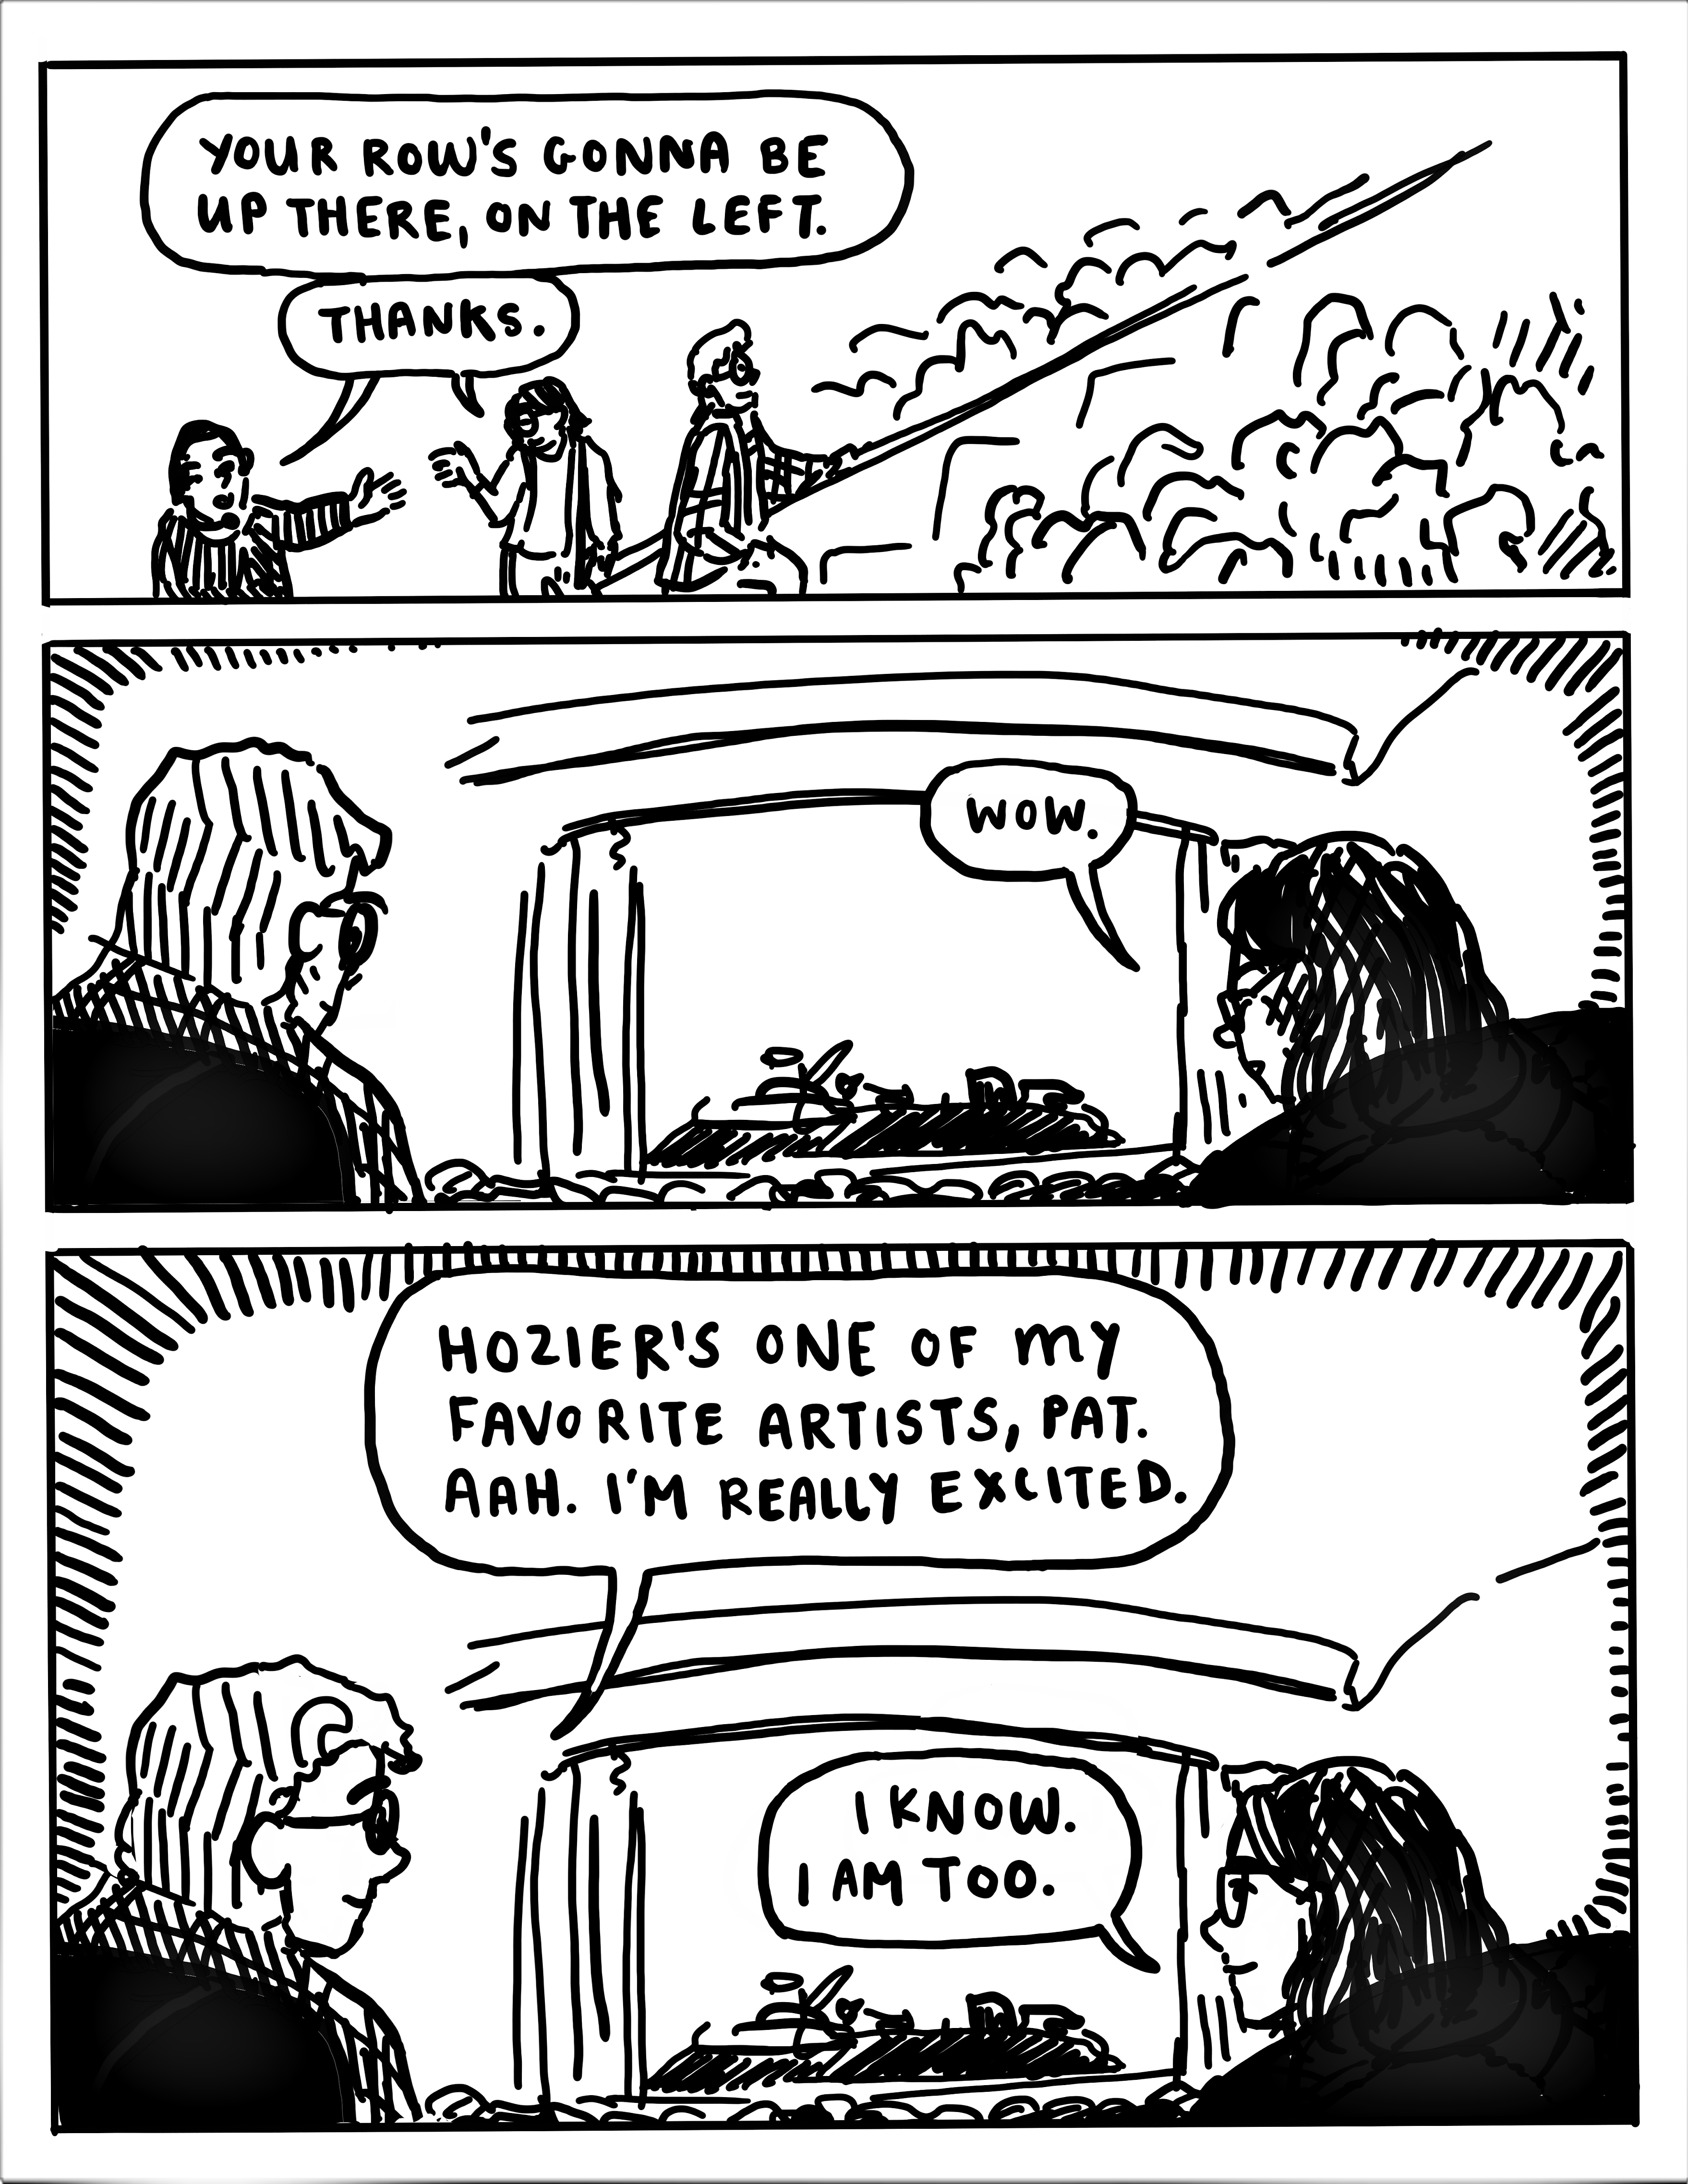 YOUR ROW'S GONNA BE
UP THERE, ON THE LEFT.
THANKS.
WOW.
HOZIER'S ONE OF MY
FAVORITE ARTISTS, PAT.
AAH. I'M REALLY EXCITED.
I KNOW.
I AM TOO.